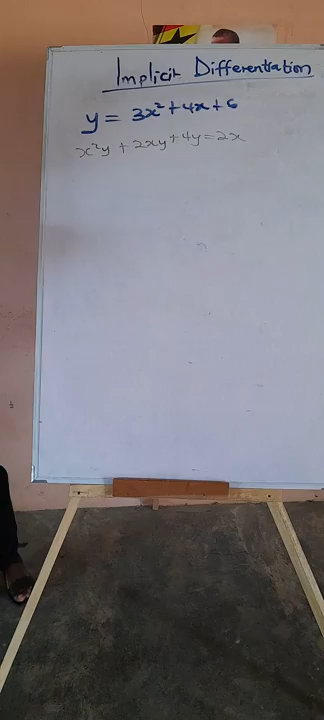 Implicit Differentiation
y = 3x² + 4x + 6
x²y + 2xy + 4y = 2x